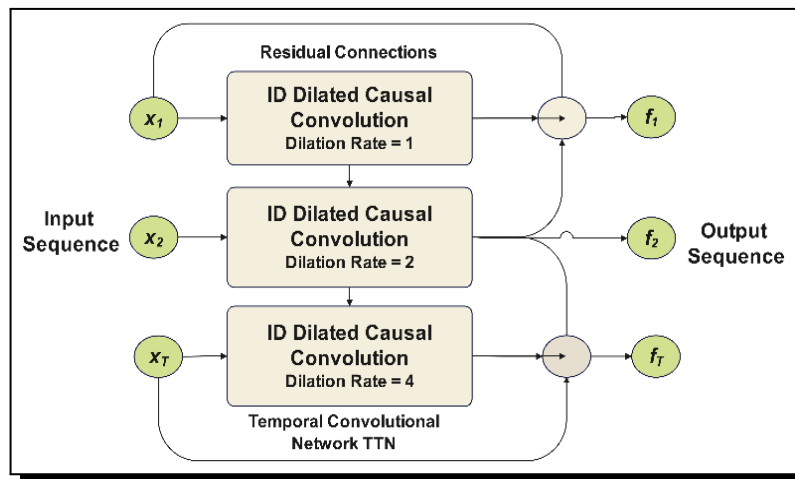 Residual Connections
x1
ID Dilated Causal
Convolution
Dilation Rate = 1
f1
Input
Sequence
x2
ID Dilated Causal
Convolution
Dilation Rate = 2
f2
Output
Sequence
xT
ID Dilated Causal
Convolution
Dilation Rate = 4
fT
Temporal Convolutional
Network TTN